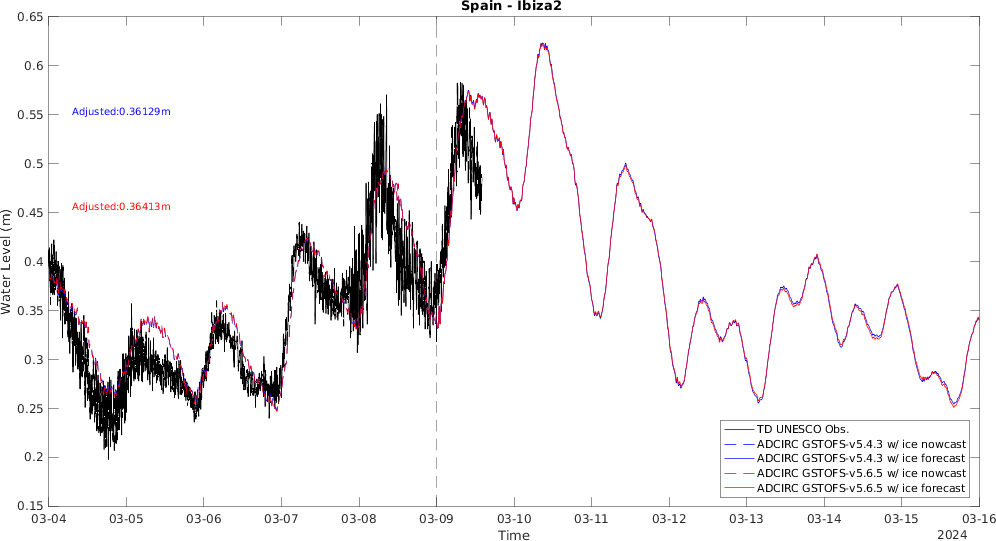 Spain - Ibiza2
0.65
0.6
0.55
0.5
0.45
0.4
0.35
0.3
0.25
0.2
0.15
Water Level (m)
Adjusted:0.36129m
Adjusted:0.36413m
TD UNESCO Obs.
ADCIRC GSTOFS-v5.4.3 w/ ice nowcast
ADCIRC GSTOFS-v5.4.3 w/ ice forecast
ADCIRC GSTOFS-v5.6.5 w/ ice nowcast
ADCIRC GSTOFS-v5.6.5 w/ ice forecast
03-04 03-05 03-06 03-07 03-08 03-09 03-10 03-11 03-12 03-13 03-14 03-15 03-16
Time
2024